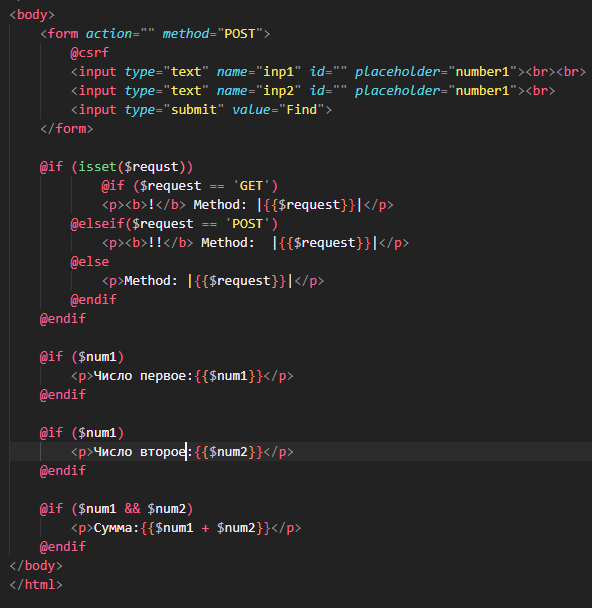 <body>
<form action="" method="POST">
@csrf
<input type="text" name="inp1" id="" placeholder="number1"><br><br>
<input type="text" name="inp2" id="" placeholder="number1"><br>
<input type="submit" value="Find">
</form>
@if (isset($requst))
@if ($request == 'GET')
<p><b>!</b> Method: |{{$request}}|</p>
@elseif($request == 'POST')
<p><b>!!</b> Method:  |{{$request}}|</p>
@else
<p>Method: |{{$request}}|</p>
@endif
@endif
@if ($num1)
<p>Число первое:{{$num1}}</p>
@endif
@if ($num1)
<p>Число второе:{{$num2}}</p>
@endif
@if ($num1 && $num2)
<p>Сумма:{{$num1 + $num2}}</p>
@endif
</body>
</html>